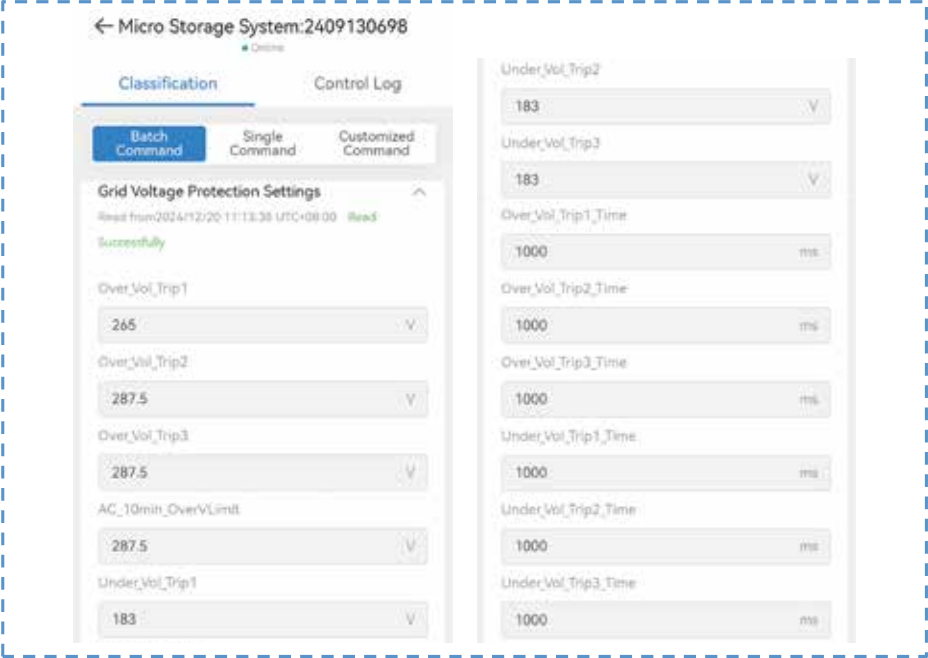 ← Micro Storage System:2409130698
Online
Classification
Control Log
Batch Command
Single Command
Customized Command
Grid Voltage Protection Settings
Read from2024/12/20 11:13:38 UTC+08:00 Read
Successfully
Over_Vol_Trip1
265 V
Over_Vol_Trip2
287.5 V
Over_Vol_Trip3
287.5 V
AC_10min_OverVLimit
287.5 V
Under_Vol_Trip1
183 V
Under_Vol_Trip2
183 V
Under_Vol_Trip3
183 V
Over_Vol_Trip1_Time
1000 ms
Over_Vol_Trip2_Time
1000 ms
Over_Vol_Trip3_Time
1000 ms
Under_Vol_Trip1_Time
1000 ms
Under_Vol_Trip2_Time
1000 ms
Under_Vol_Trip3_Time
1000 ms